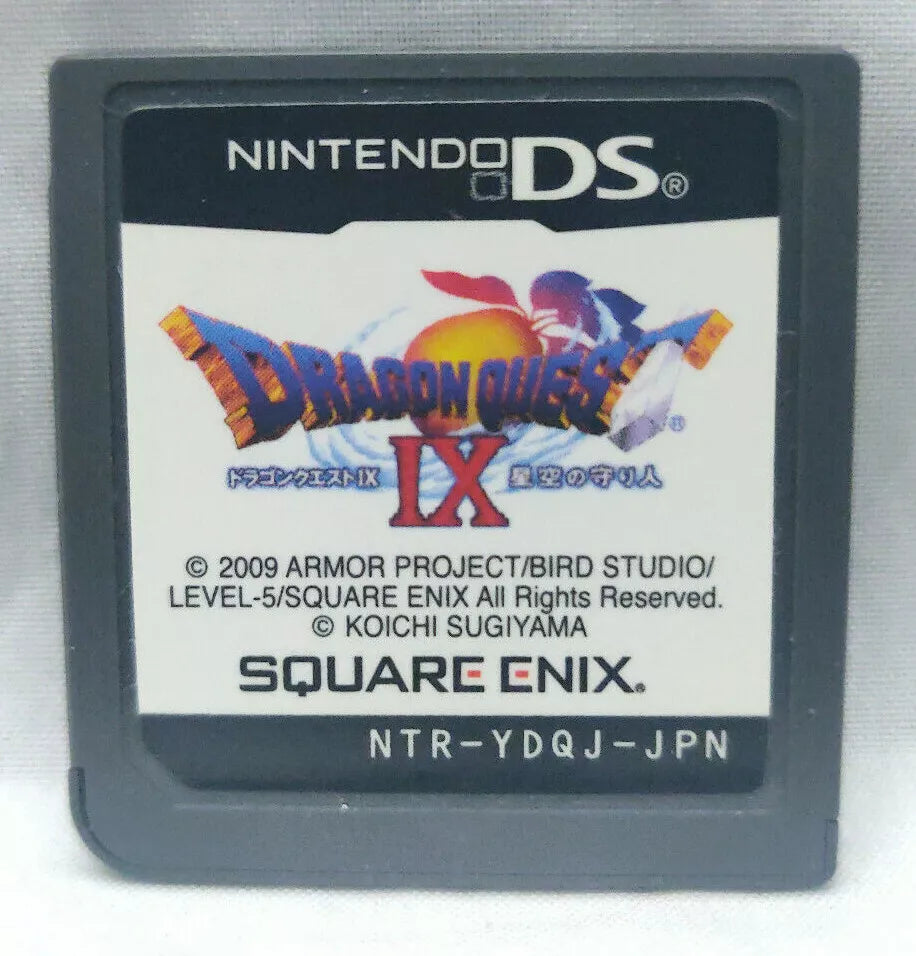 NINTENDO DS®
DRAGON QUEST®
IX
ドラゴンクエストIX 星空の守り人
© 2009 ARMOR PROJECT/BIRD STUDIO/
LEVEL-5/SQUARE ENIX All Rights Reserved.
© KOICHI SUGIYAMA
SQUARE ENIX.
NTR-YDQJ-JPN